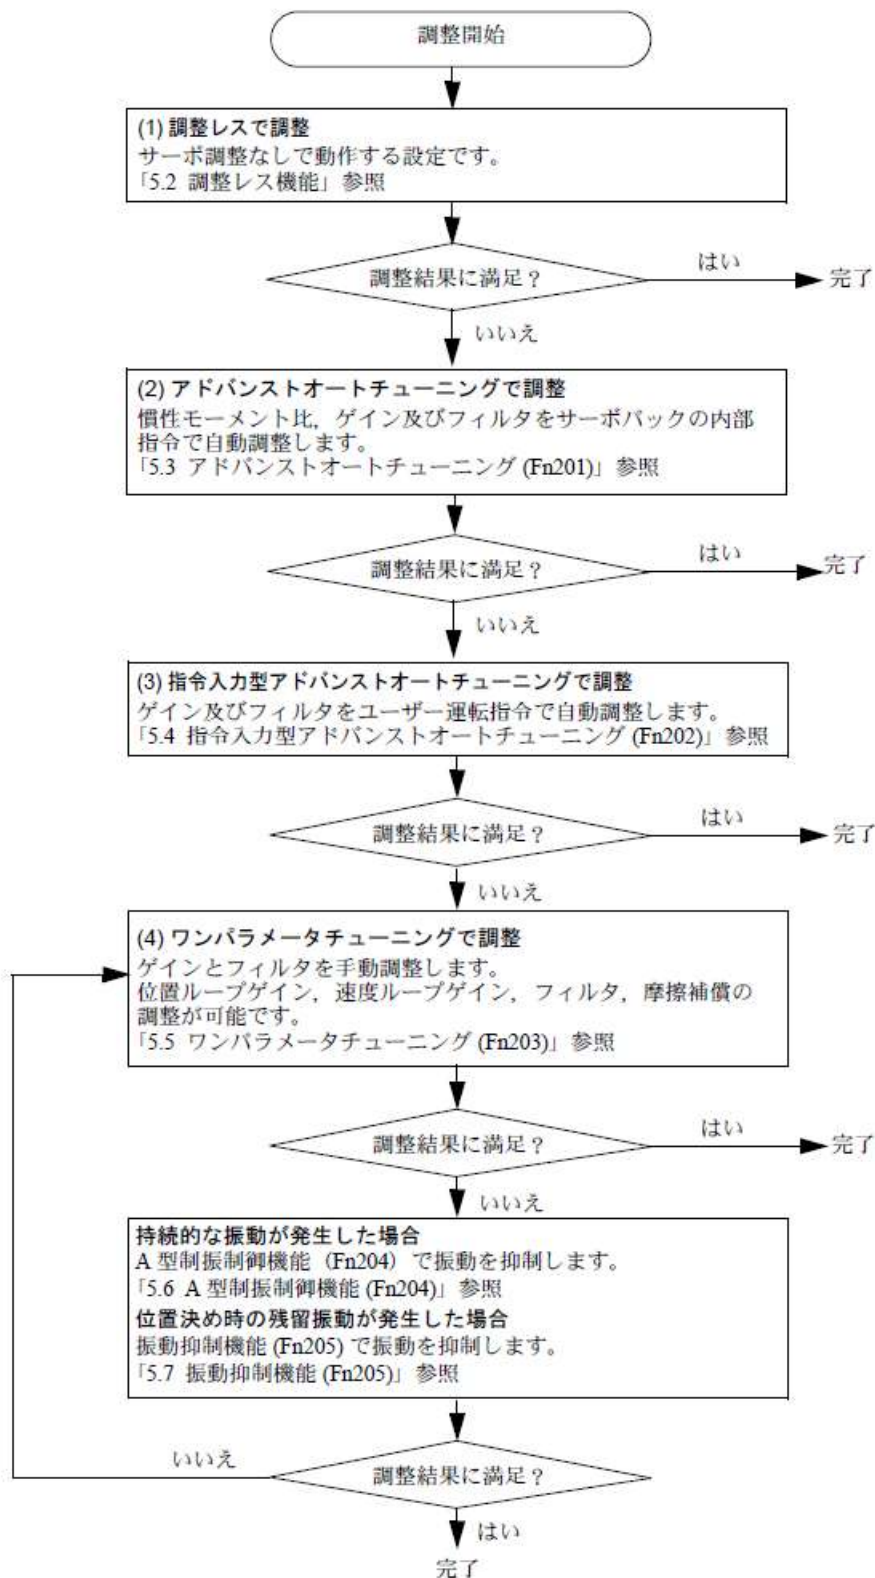 調整開始
(1) 調整レスで調整
サーボ調整なしで動作する設定です。
「5.2 調整レス機能」参照
調整結果に満足？
はい
完了
いいえ
(2) アドバンストオートチューニングで調整
慣性モーメント比，ゲイン及びフィルタをサーボパックの内部
指令で自動調整します。
「5.3 アドバンストオートチューニング (Fn201)」参照
調整結果に満足？
はい
完了
いいえ
(3) 指令入力型アドバンストオートチューニングで調整
ゲイン及びフィルタをユーザー運転指令で自動調整します。
「5.4 指令入力型アドバンストオートチューニング (Fn202)」参照
調整結果に満足？
はい
完了
いいえ
(4) ワンパラメータチューニングで調整
ゲインとフィルタを手動調整します。
位置ループゲイン，速度ループゲイン，フィルタ，摩擦補償の
調整が可能です。
「5.5 ワンパラメータチューニング (Fn203)」参照
調整結果に満足？
はい
完了
いいえ
持続的な振動が発生した場合
A 型制振制御機能（Fn204）で振動を抑制します。
「5.6 A 型制振制御機能 (Fn204)」参照
位置決め時の残留振動が発生した場合
振動抑制機能 (Fn205) で振動を抑制します。
「5.7 振動抑制機能 (Fn205)」参照
いいえ
調整結果に満足？
はい
完了